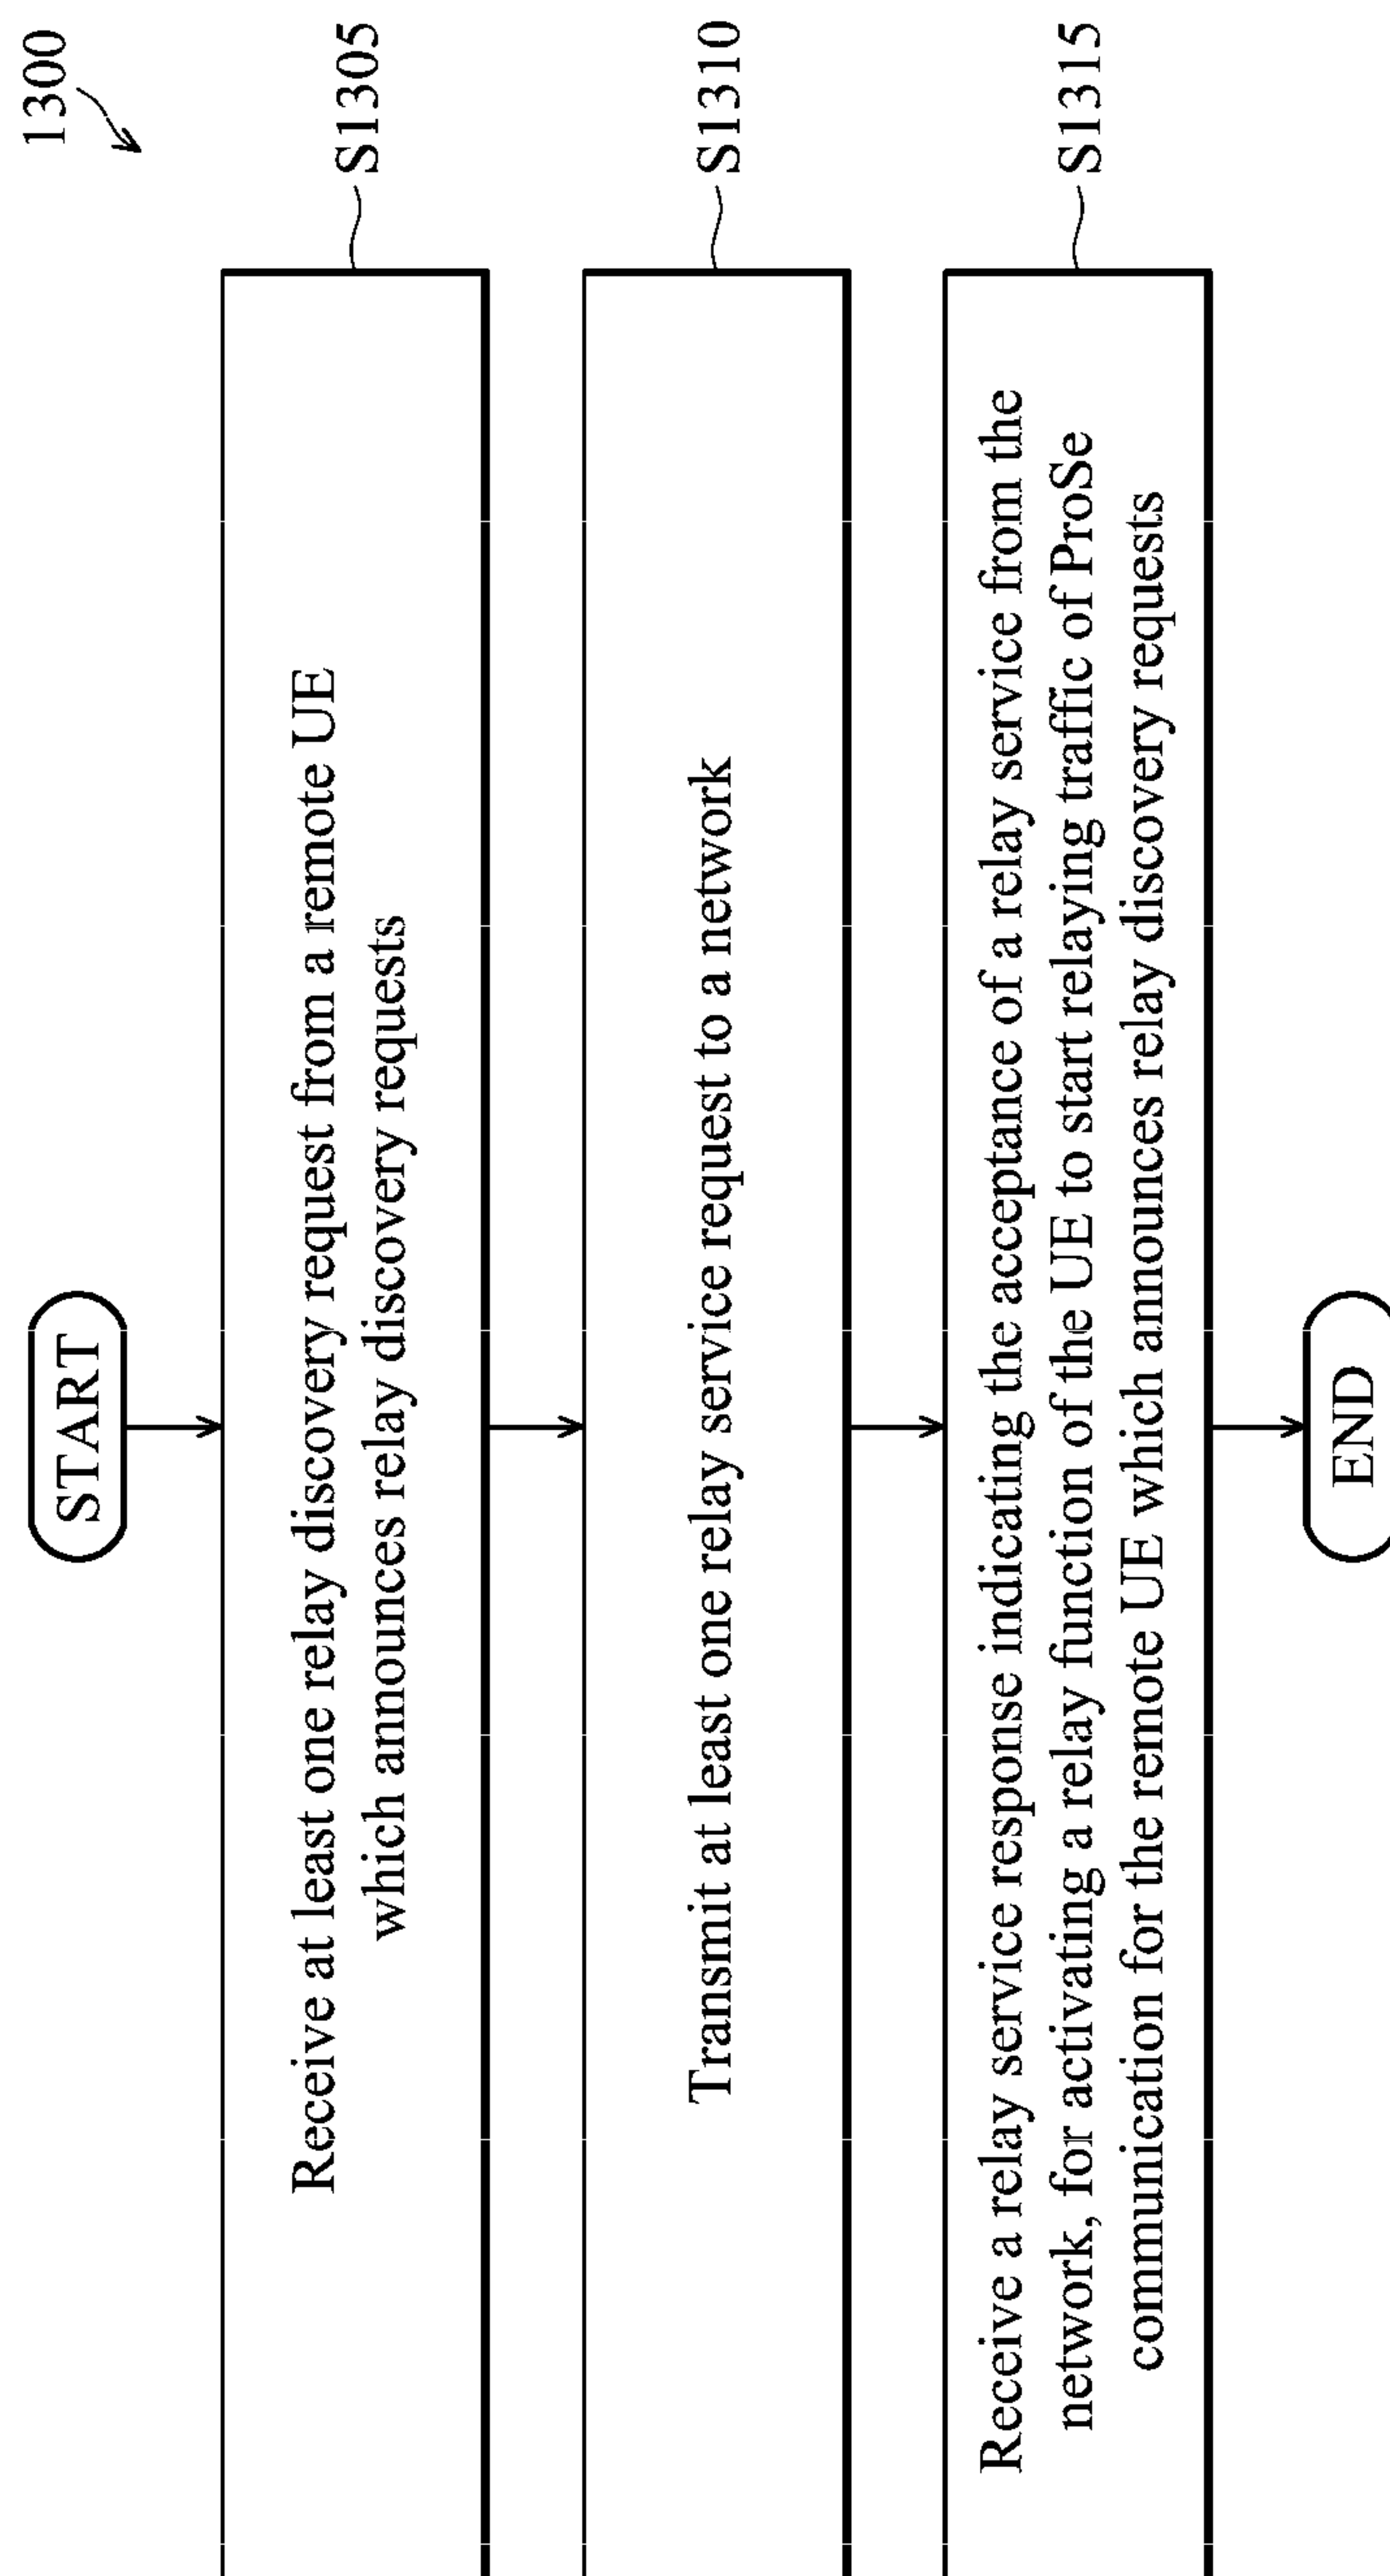 1300
START
Receive at least one relay discovery request from a remote UE
which announces relay discovery requests
S1305
Transmit at least one relay service request to a network
S1310
Receive a relay service response indicating the acceptance of a relay service from the
network, for activating a relay function of the UE to start relaying traffic of ProSe
communication for the remote UE which announces relay discovery requests
S1315
END